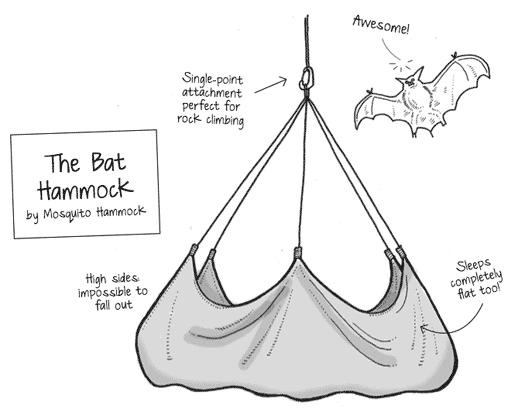 Awesome!
Single-point
attachment
perfect for
rock climbing
The Bat
Hammock
by Mosquito Hammock
High sides:
impossible to
fall out
Sleeps
completely
flat too!